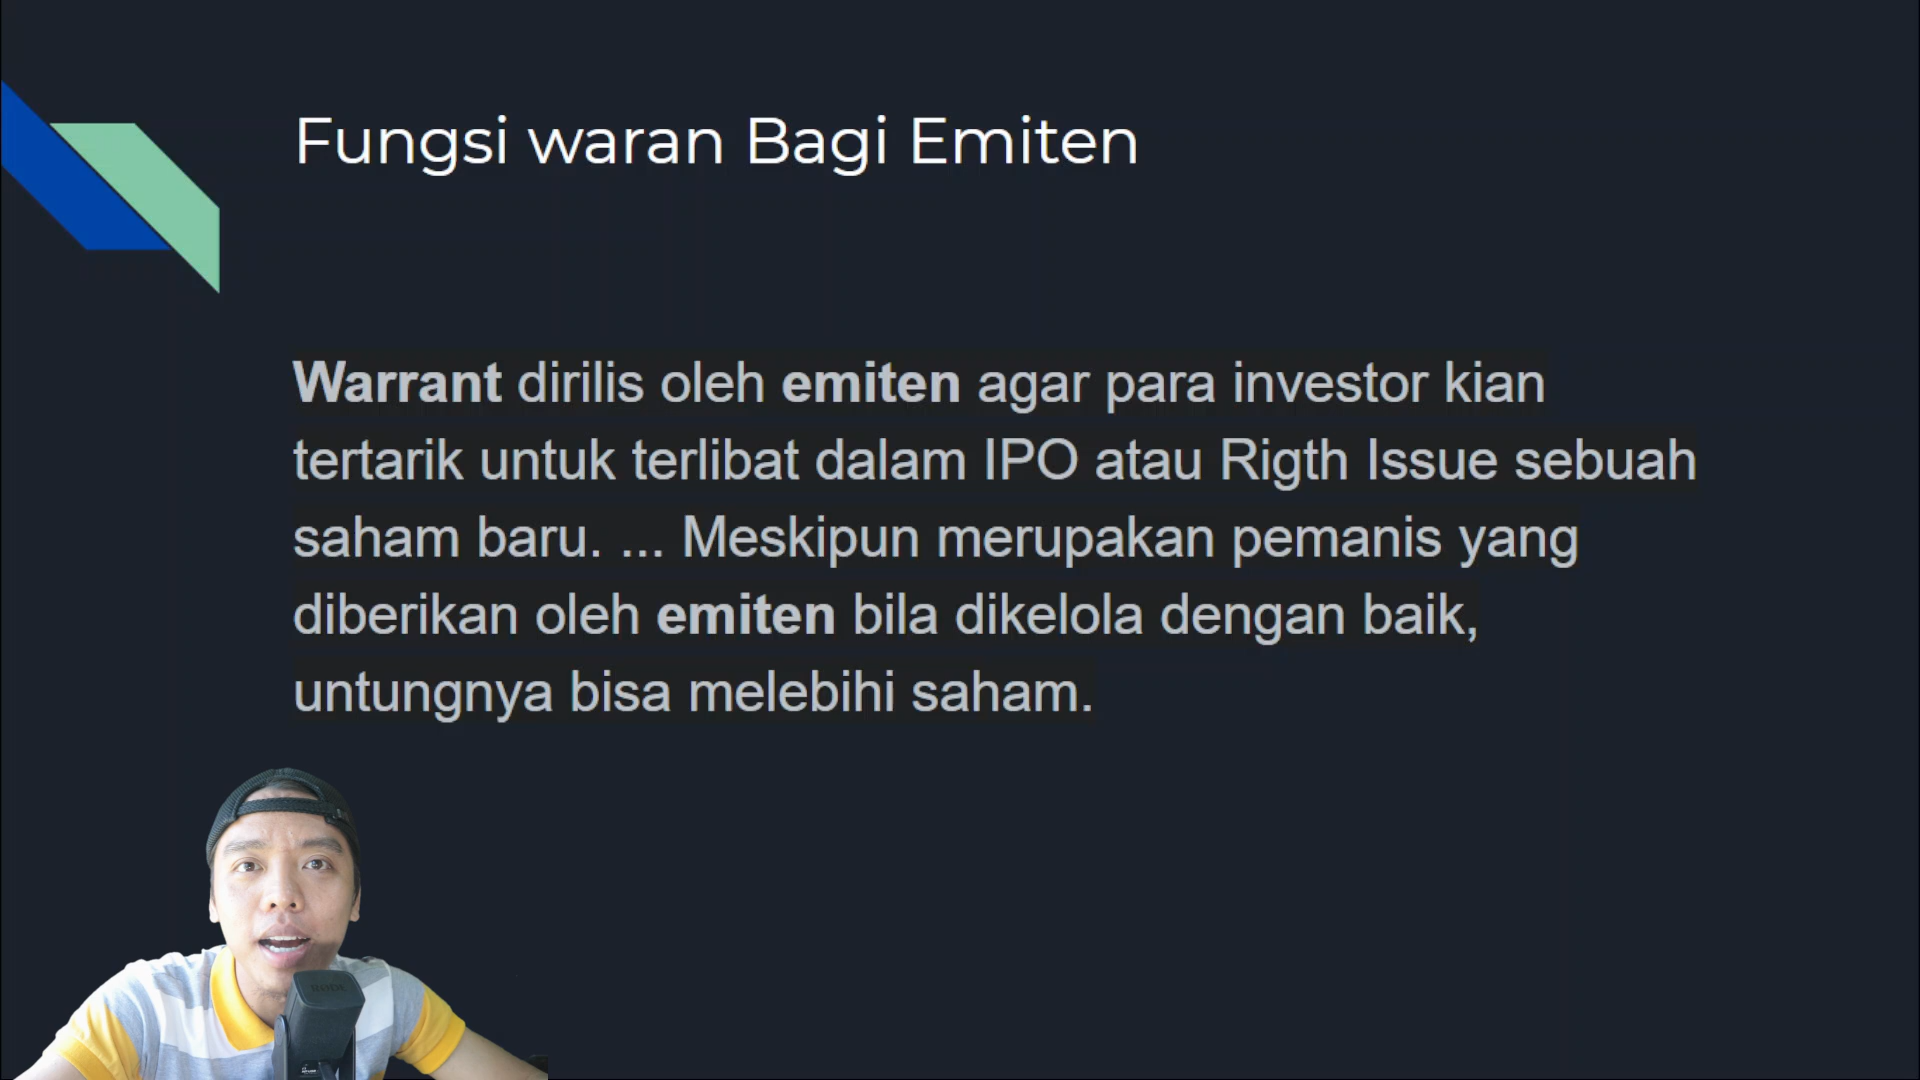 Fungsi waran Bagi Emiten
Warrant dirilis oleh emiten agar para investor kian
tertarik untuk terlibat dalam IPO atau Rigth Issue sebuah
saham baru. ... Meskipun merupakan pemanis yang
diberikan oleh emiten bila dikelola dengan baik,
untungnya bisa melebihi saham.
RODE